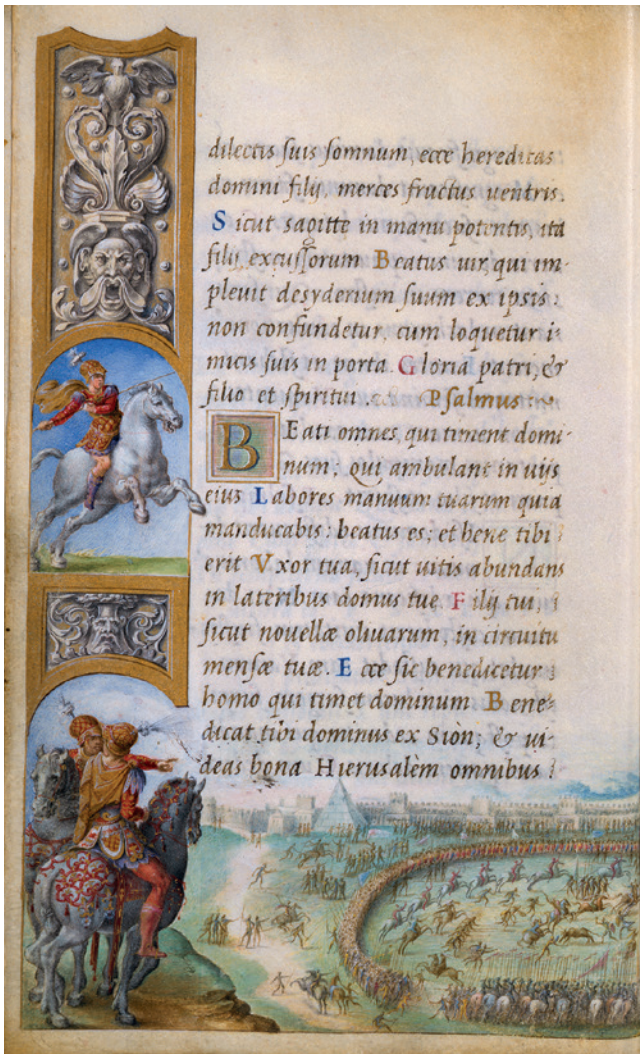 dilectis suis somnum, ecce hereditas
domini filij, merces fructus uentris.
Sicut sagitte in manu potentis, ita
filij excussorum Beatus uir, qui im-
pleuit desyderium suum ex ipsis:
non confundetur, cum loquetur i-
micis suis in porta. Gloria patri, &
filio et spiritui. Psalmus
Beati omnes, qui timent domi-
num; qui ambulant in uijs
eius Labores manuum tuarum quia
manducabis: beatus es; et bene tibi
erit Vxor tua, sicut uitis abundans
in lateribus domus tue. Filij tui,
sicut nouellæ oliuarum, in circuitu
mensæ tuæ. Ecce sic benedicetur
homo qui timet dominum Bene-
dicat tibi dominus ex Siòn; & ui-
deas bona Hierusalèm omnibus